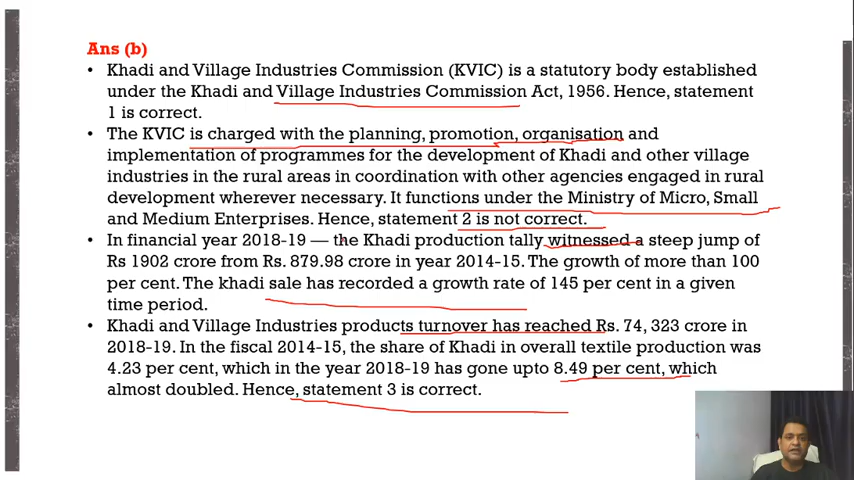 Ans (b)
• Khadi and Village Industries Commission (KVIC) is a statutory body established
under the Khadi and Village Industries Commission Act, 1956. Hence, statement
1 is correct.
• The KVIC is charged with the planning, promotion, organisation and
implementation of programmes for the development of Khadi and other village
industries in the rural areas in coordination with other agencies engaged in rural
development wherever necessary. It functions under the Ministry of Micro, Small
and Medium Enterprises. Hence, statement 2 is not correct.
• In financial year 2018-19 — the Khadi production tally witnessed a steep jump of
Rs 1902 crore from Rs. 879.98 crore in year 2014-15. The growth of more than 100
per cent. The khadi sale has recorded a growth rate of 145 per cent in a given
time period.
• Khadi and Village Industries products turnover has reached Rs. 74, 323 crore in
2018-19. In the fiscal 2014-15, the share of Khadi in overall textile production was
4.23 per cent, which in the year 2018-19 has gone upto 8.49 per cent, which
almost doubled. Hence, statement 3 is correct.